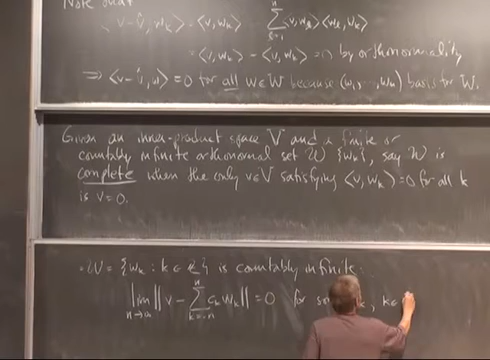 Note that
⟨v-v̂, w_k⟩ = ⟨v, w_k⟩ - Σ_{ℓ=1}^{n} ⟨v, w_ℓ⟩⟨w_ℓ, w_k⟩
= ⟨v, w_k⟩ - ⟨v, w_k⟩ = 0 by orthonormality
⇒ ⟨v-v̂, w⟩ = 0 for all w∈W because (w_1, ..., w_n) basis for W.
Given an inner-product space V and a finite or
countably infinite orthonormal set W {w_k}, say W is
complete when the only v∈V satisfying ⟨v, w_k⟩ = 0 for all k
is v=0.
W = {w_k : k ∈ Z} is countably infinite:
lim_{n→∞} ||v - Σ_{k=-n}^{n} c_k w_k|| = 0 for k, k∈